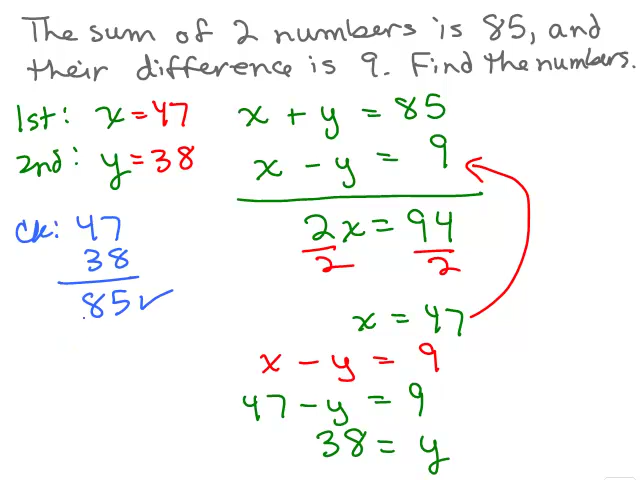 The sum of 2 numbers is 85, and
their difference is 9. Find the numbers.
1st: x = 47
2nd: y = 38
x + y = 85
x - y = 9
2x = 94
2 2
x = 47
x - y = 9
47 - y = 9
38 = y
ck: 47
38
85 ✓